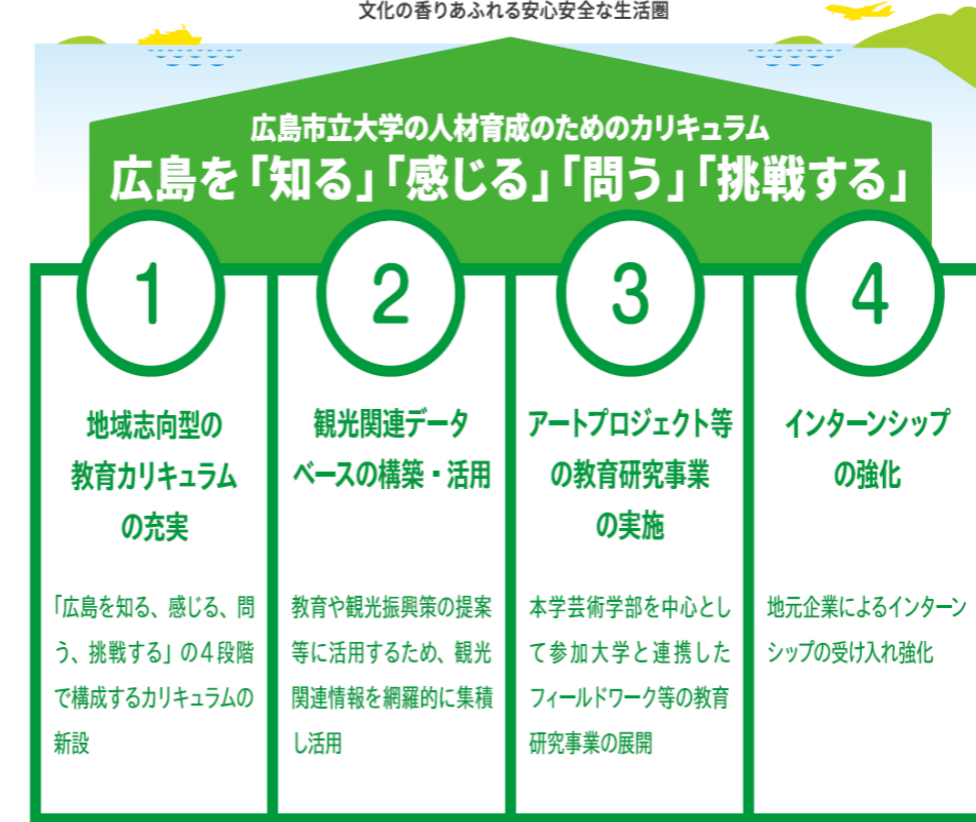 文化の香りあふれる安心安全な生活圏
広島市立大学の人材育成のためのカリキュラム
広島を「知る」「感じる」「問う」「挑戦する」
1
地域志向型の
教育カリキュラム
の充実
「広島を知る、感じる、問
う、挑戦する」の4段階
で構成するカリキュラムの
新設
2
観光関連データ
ベースの構築・活用
教育や観光振興策の提案
等に活用するため、観光
関連情報を網羅的に集積
し活用
3
アートプロジェクト等
の教育研究事業
の実施
本学芸術学部を中心とし
て参加大学と連携した
フィールドワーク等の教育
研究事業の展開
4
インターンシップ
の強化
地元企業によるインターン
シップの受け入れ強化